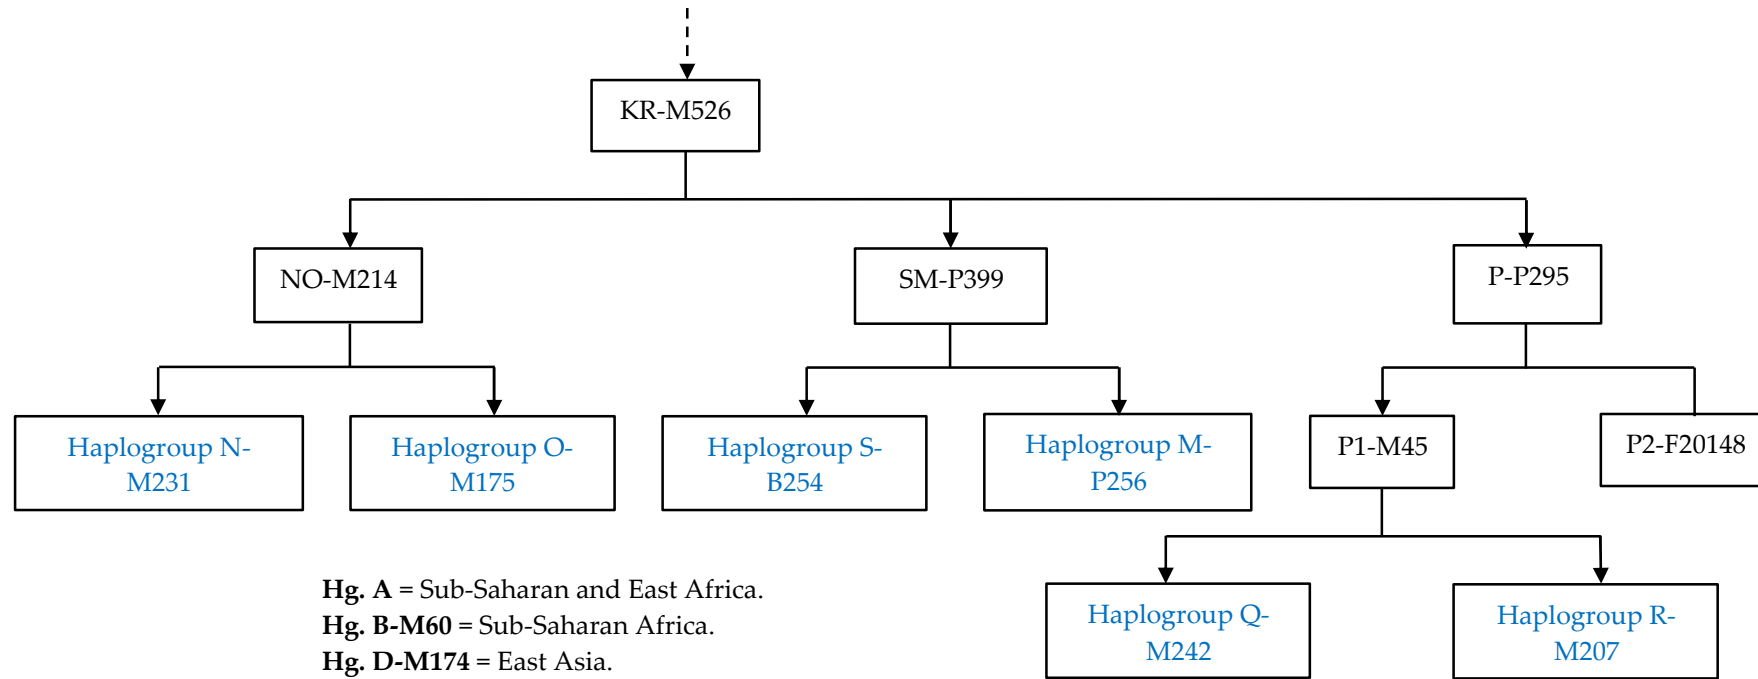 KR-M526
NO-M214
SM-P399
P-P295
Haplogroup N-
M231
Haplogroup O-
M175
Haplogroup S-
B254
Haplogroup M-
P256
P1-M45
P2-F20148
Haplogroup Q-
M242
Haplogroup R-
M207
Hg. A = Sub-Saharan and East Africa.
Hg. B-M60 = Sub-Saharan Africa.
Hg. D-M174 = East Asia.